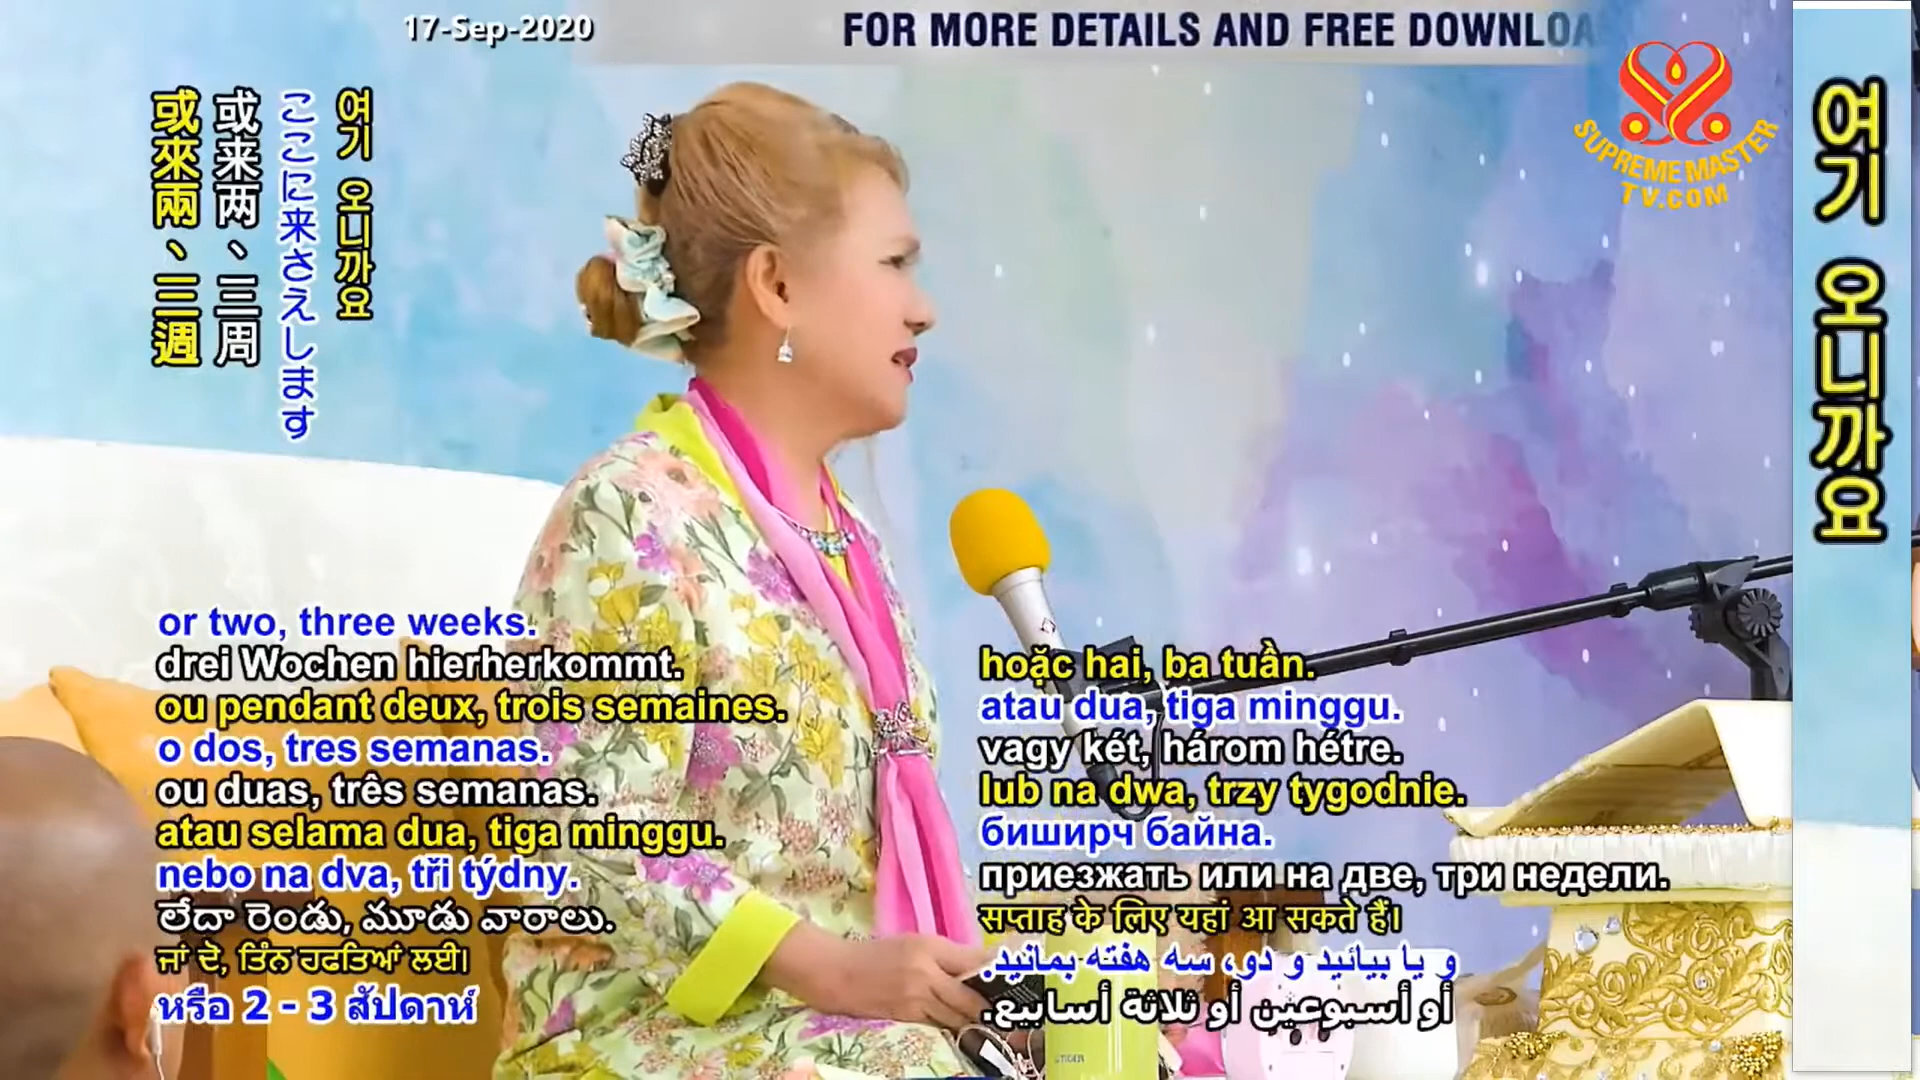 17-Sep-2020
FOR MORE DETAILS AND FREE DOWNLOA
SUPREME MASTER
TV.COM
여기 오니까요
ここに来さえします
或来两、三周
或來兩、三週
or two, three weeks.
drei Wochen hierherkommt.
ou pendant deux, trois semaines.
o dos, tres semanas.
ou duas, três semanas.
atau selama dua, tiga minggu.
nebo na dva, tři týdny.
లేదా రెండు, మూడు వారాలు.
ਜਾਂ ਦੋ, ਤਿੰਨ ਹਫਤਿਆਂ ਲਈ।
หรือ 2 - 3 สัปดาห์
hoặc hai, ba tuần.
atau dua, tiga minggu.
vagy két, három hétre.
lub na dwa, trzy tygodnie.
биширч байна.
приезжать или на две, три недели.
सप्ताह के लिए यहां आ सकते हैं।
و یا بیائید و دو، سه هفته بمانید.
أو أسبوعين أو ثلاثة أسابيع.
여기 오니까요